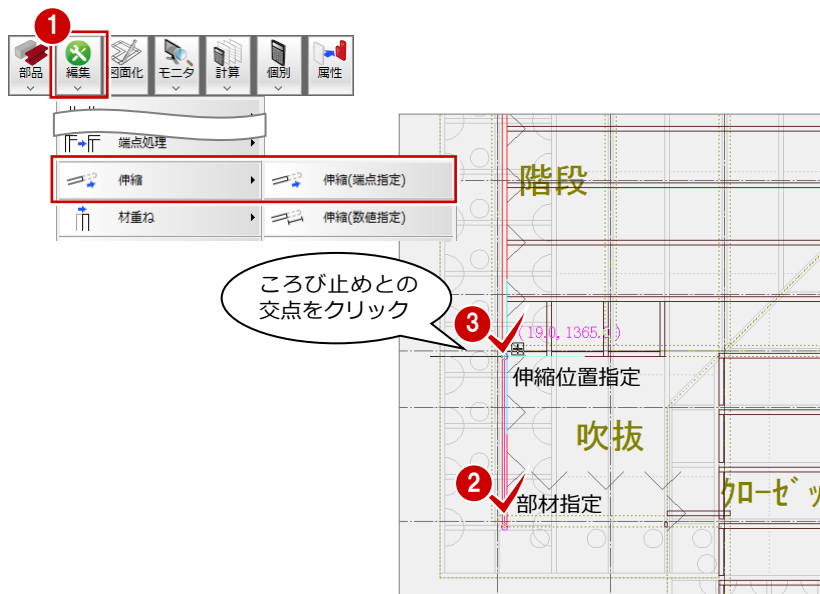 1
部品
編集
図面化
モニタ
計算
個別
属性
端点処理
伸縮
伸縮(端点指定)
材重ね
伸縮(数値指定)
階段
ころび止めとの
交点をクリック
3
伸縮位置指定
吹抜
2
部材指定
クローゼッ